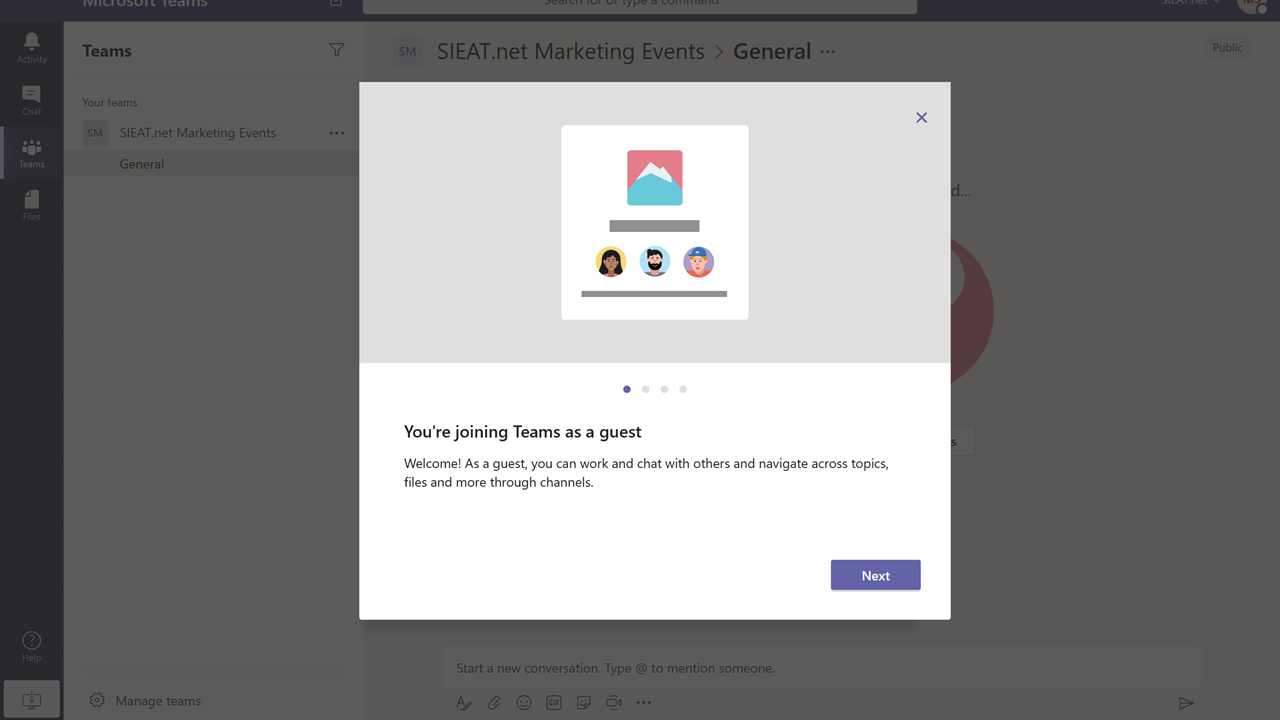 Microsoft Teams
Search for or type a command
SIEAT.net
MS
Activity
Chat
Teams
Files
Help
Teams
Your teams
SM
SIEAT.net Marketing Events
General
Manage teams
SM
SIEAT.net Marketing Events > General
Public
d...
s
You're joining Teams as a guest
Welcome! As a guest, you can work and chat with others and navigate across topics,
files and more through channels.
Next
Start a new conversation. Type @ to mention someone.
GIF